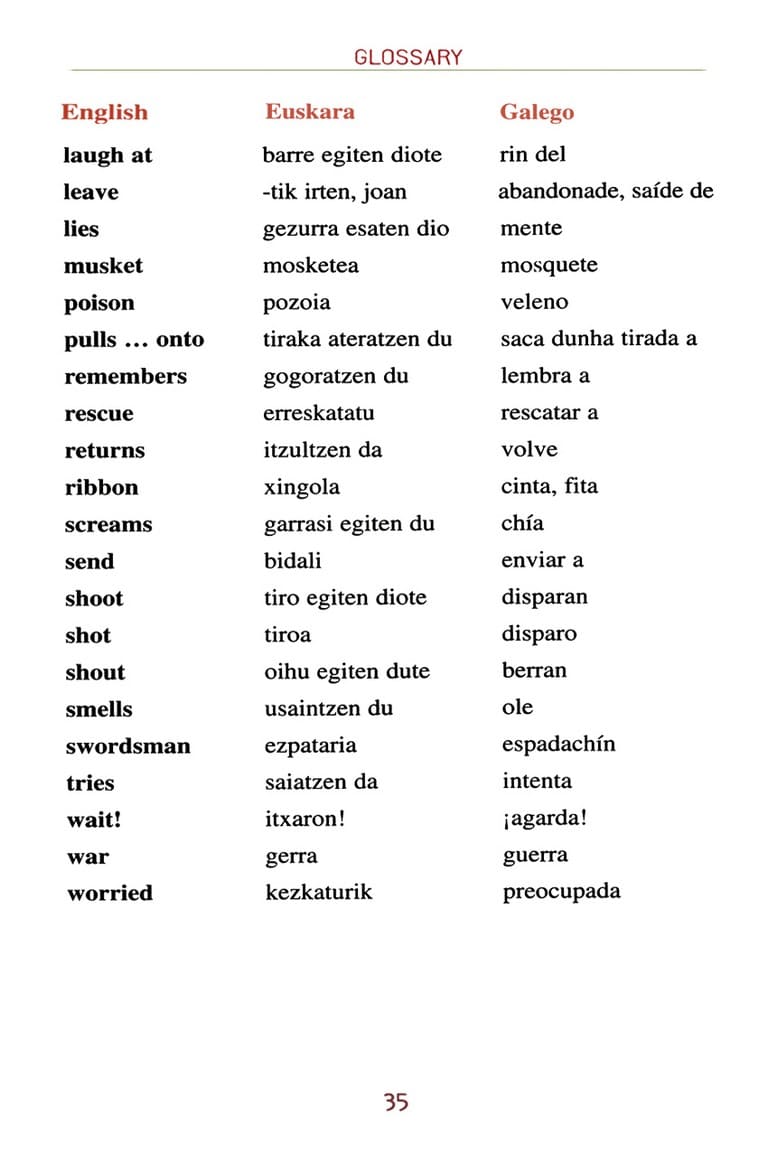 GLOSSARY
English Euskara Galego
laugh at barre egiten diote rin del
leave -tik irten, joan abandonade, saíde de
lies gezurra esaten dio mente
musket mosketea mosquete
poison pozoia veleno
pulls ... onto tiraka ateratzen du saca dunha tirada a
remembers gogoratzen du lembra a
rescue erreskatatu rescatar a
returns itzultzen da volve
ribbon xingola cinta, fita
screams garrasi egiten du chía
send bidali enviar a
shoot tiro egiten diote disparan
shot tiroa disparo
shout oihu egiten dute berran
smells usaintzen du ole
swordsman ezpataria espadachín
tries saiatzen da intenta
wait! itxaron! ¡agarda!
war gerra guerra
worried kezkaturik preocupada
35